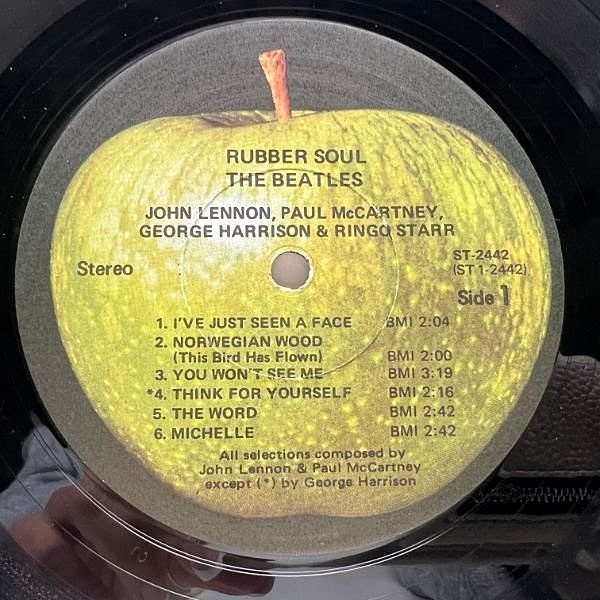 RUBBER SOUL
THE BEATLES
JOHN LENNON, PAUL McCARTNEY,
GEORGE HARRISON & RINGO STARR
Stereo
ST-2442
(ST 1-2442)
Side 1
1. I'VE JUST SEEN A FACE BMI 2:04
2. NORWEGIAN WOOD
(This Bird Has Flown) BMI 2:00
3. YOU WON'T SEE ME BMI 3:19
*4. THINK FOR YOURSELF BMI 2:16
5. THE WORD BMI 2:42
6. MICHELLE BMI 2:42
All selections composed by
John Lennon & Paul McCartney
except (*) by George Harrison